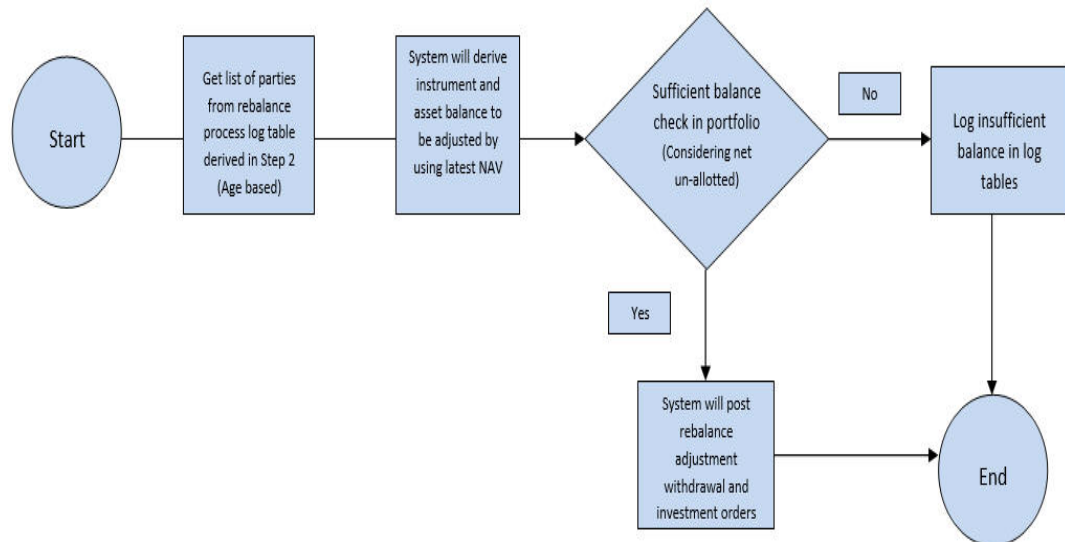 Start
Get list of parties
from rebalance
process log table
derived in Step 2
(Age based)
System will derive
instrument and
asset balance to
be adjusted by
using latest NAV
Sufficient balance
check in portfolio
(Considering net
un-allotted)
No
Log insufficient
balance in log
tables
Yes
System will post
rebalance
adjustment
withdrawal and
investment orders
End